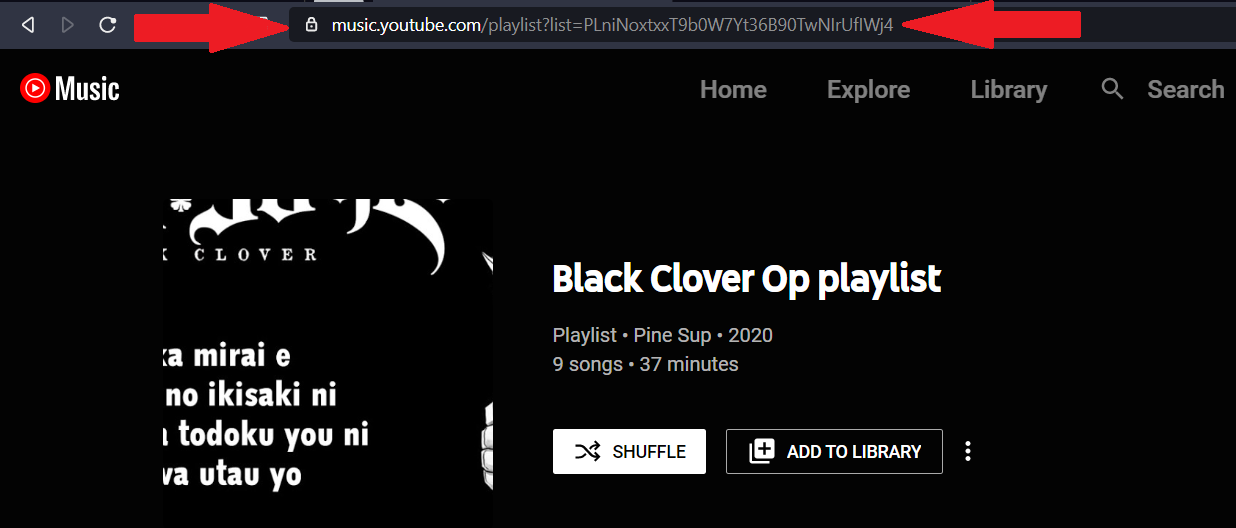 music.youtube.com/playlist?list=PLniNoxtxxT9b0W7Yt36B90TwNIrUfIWj4
Music
Home
Explore
Library
Search
CLOVER
Black Clover Op playlist
Playlist • Pine Sup • 2020
9 songs • 37 minutes
ka mirai e
no ikisaki ni
todoku you ni
wa utau yo
SHUFFLE
ADD TO LIBRARY